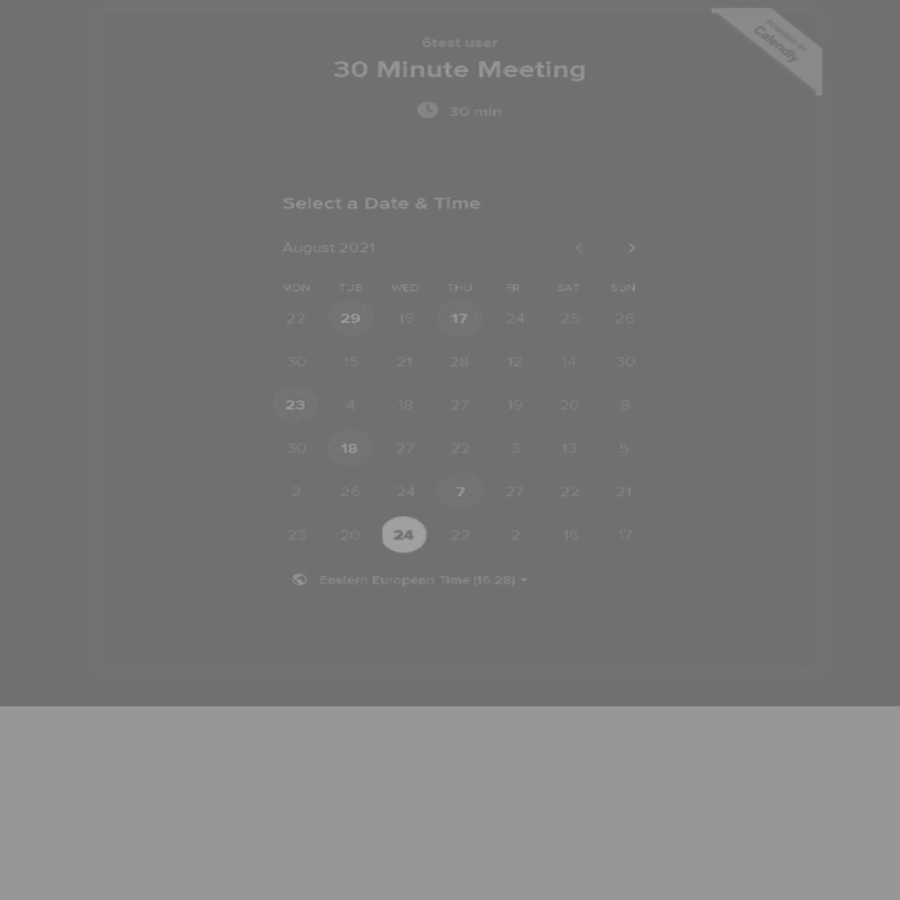 6test user
POWERED BY
Calendly
30 Minute Meeting
30 min
Select a Date & Time
August 2021
MON TUE WED THU FRI SAT SUN
22 29 16 17 24 25 26
30 15 21 28 12 14 30
23 4 18 27 19 20 8
30 18 27 22 3 13 5
2 26 24 7 27 22 21
23 20 24 22 2 16 17
Eastern European Time (16:28)